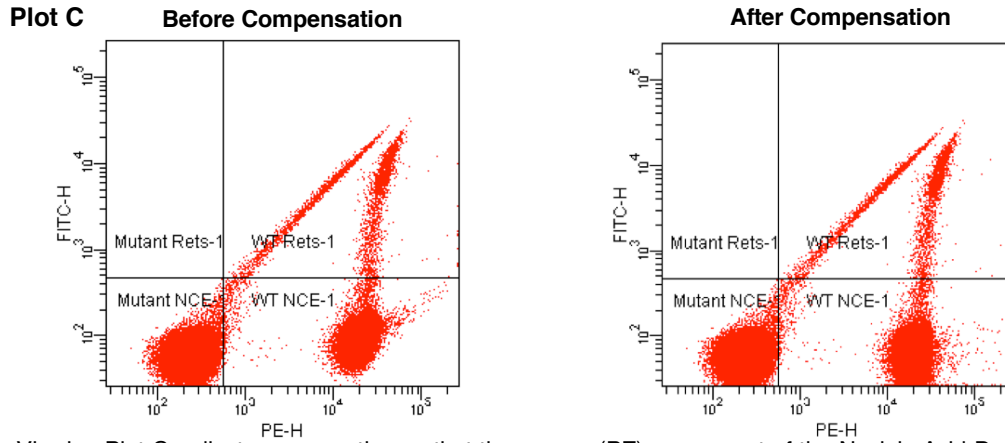 Plot C
Before Compensation
After Compensation
FITC-H
10^5
10^4
10^3
10^2
Mutant Rets-1 WT Rets-1
Mutant NCE-1 WT NCE-1
10^2 10^3 10^4 10^5
PE-H
FITC-H
10^5
10^4
10^3
10^2
Mutant Rets-1 WT Rets-1
Mutant NCE-1 WT NCE-1
10^2 10^3 10^4 10^5
PE-H